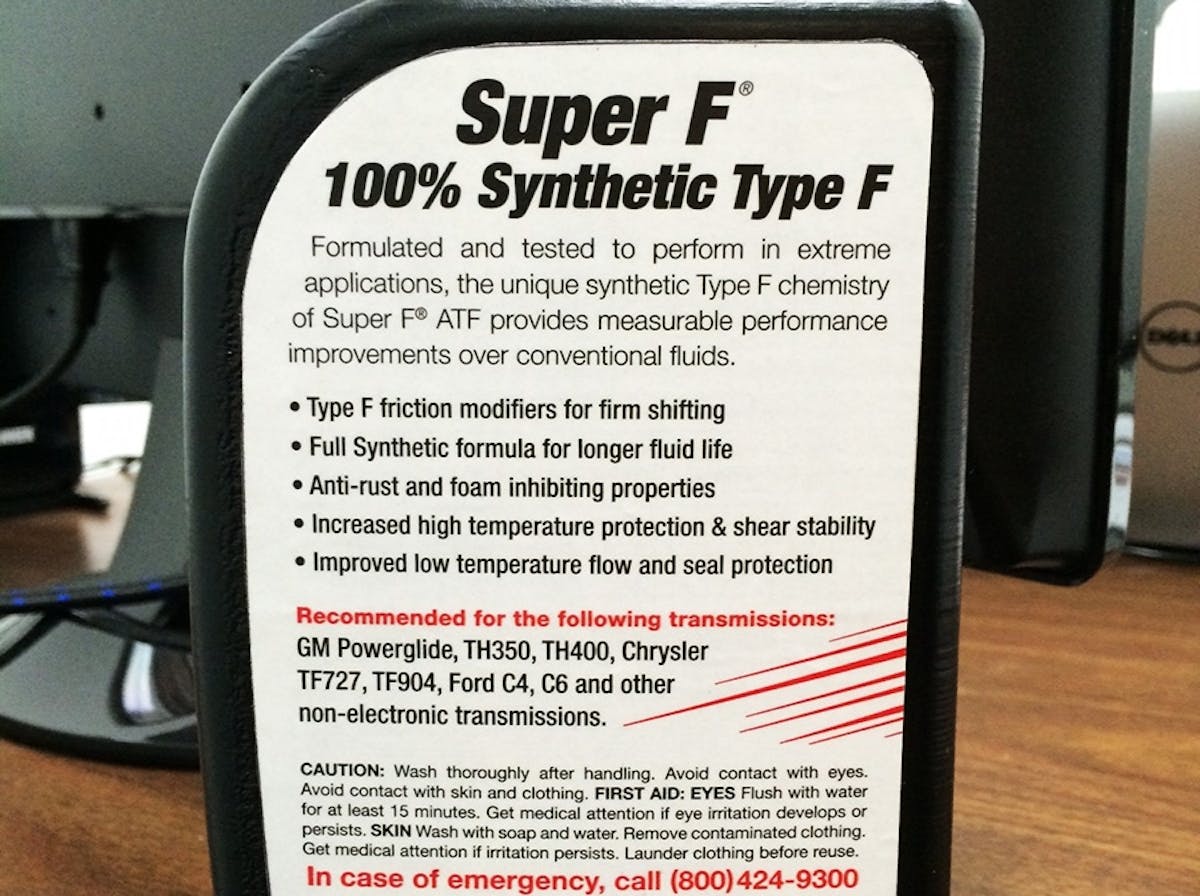 Super F®
100% Synthetic Type F
Formulated and tested to perform in extreme
applications, the unique synthetic Type F chemistry
of Super F® ATF provides measurable performance
improvements over conventional fluids.
• Type F friction modifiers for firm shifting
• Full Synthetic formula for longer fluid life
• Anti-rust and foam inhibiting properties
• Increased high temperature protection & shear stability
• Improved low temperature flow and seal protection
Recommended for the following transmissions:
GM Powerglide, TH350, TH400, Chrysler
TF727, TF904, Ford C4, C6 and other
non-electronic transmissions.
CAUTION: Wash thoroughly after handling. Avoid contact with eyes.
Avoid contact with skin and clothing. FIRST AID: EYES Flush with water
for at least 15 minutes. Get medical attention if eye irritation develops or
persists. SKIN Wash with soap and water. Remove contaminated clothing.
Get medical attention if irritation persists. Launder clothing before reuse.
In case of emergency, call (800)424-9300
DELL